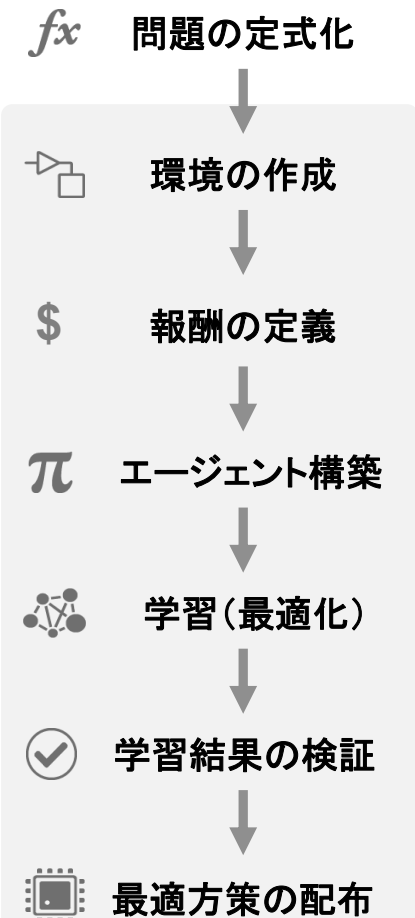 fx 問題の定式化
環境の作成
$ 報酬の定義
π エージェント構築
学習（最適化）
学習結果の検証
最適方策の配布